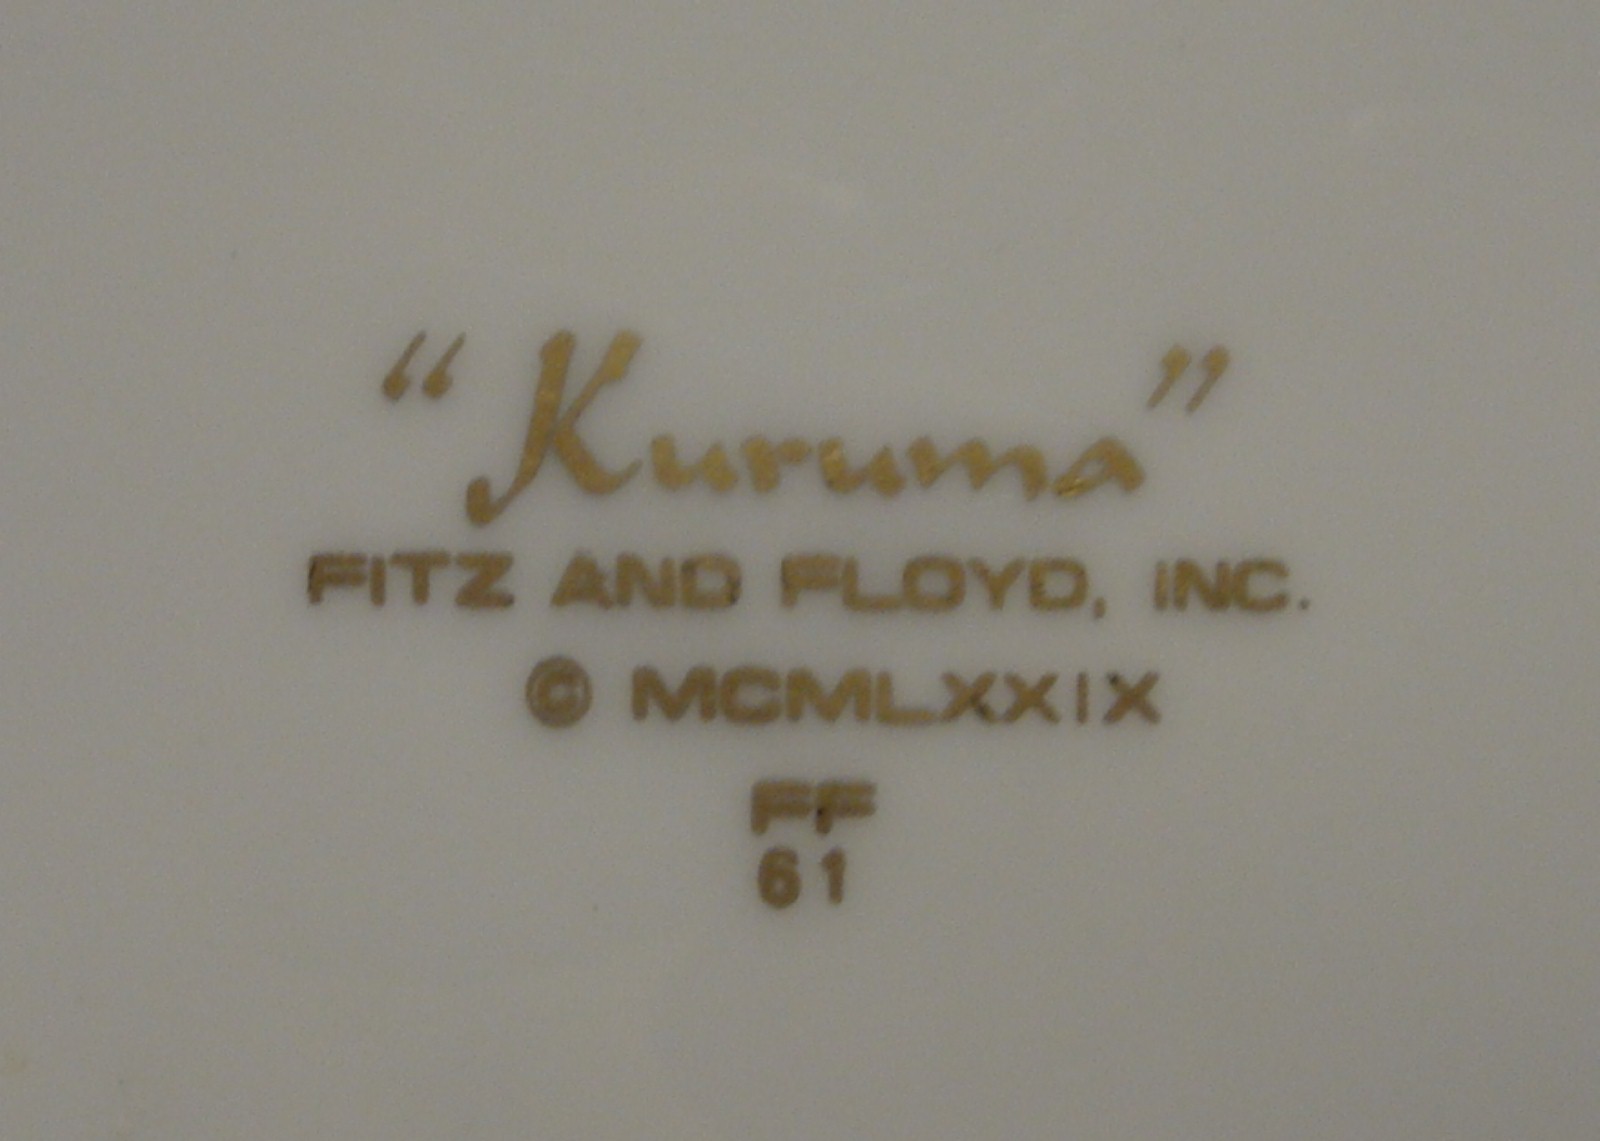 “Kuruma”
FITZ AND FLOYD, INC.
© MCMLXXIX
FF
61